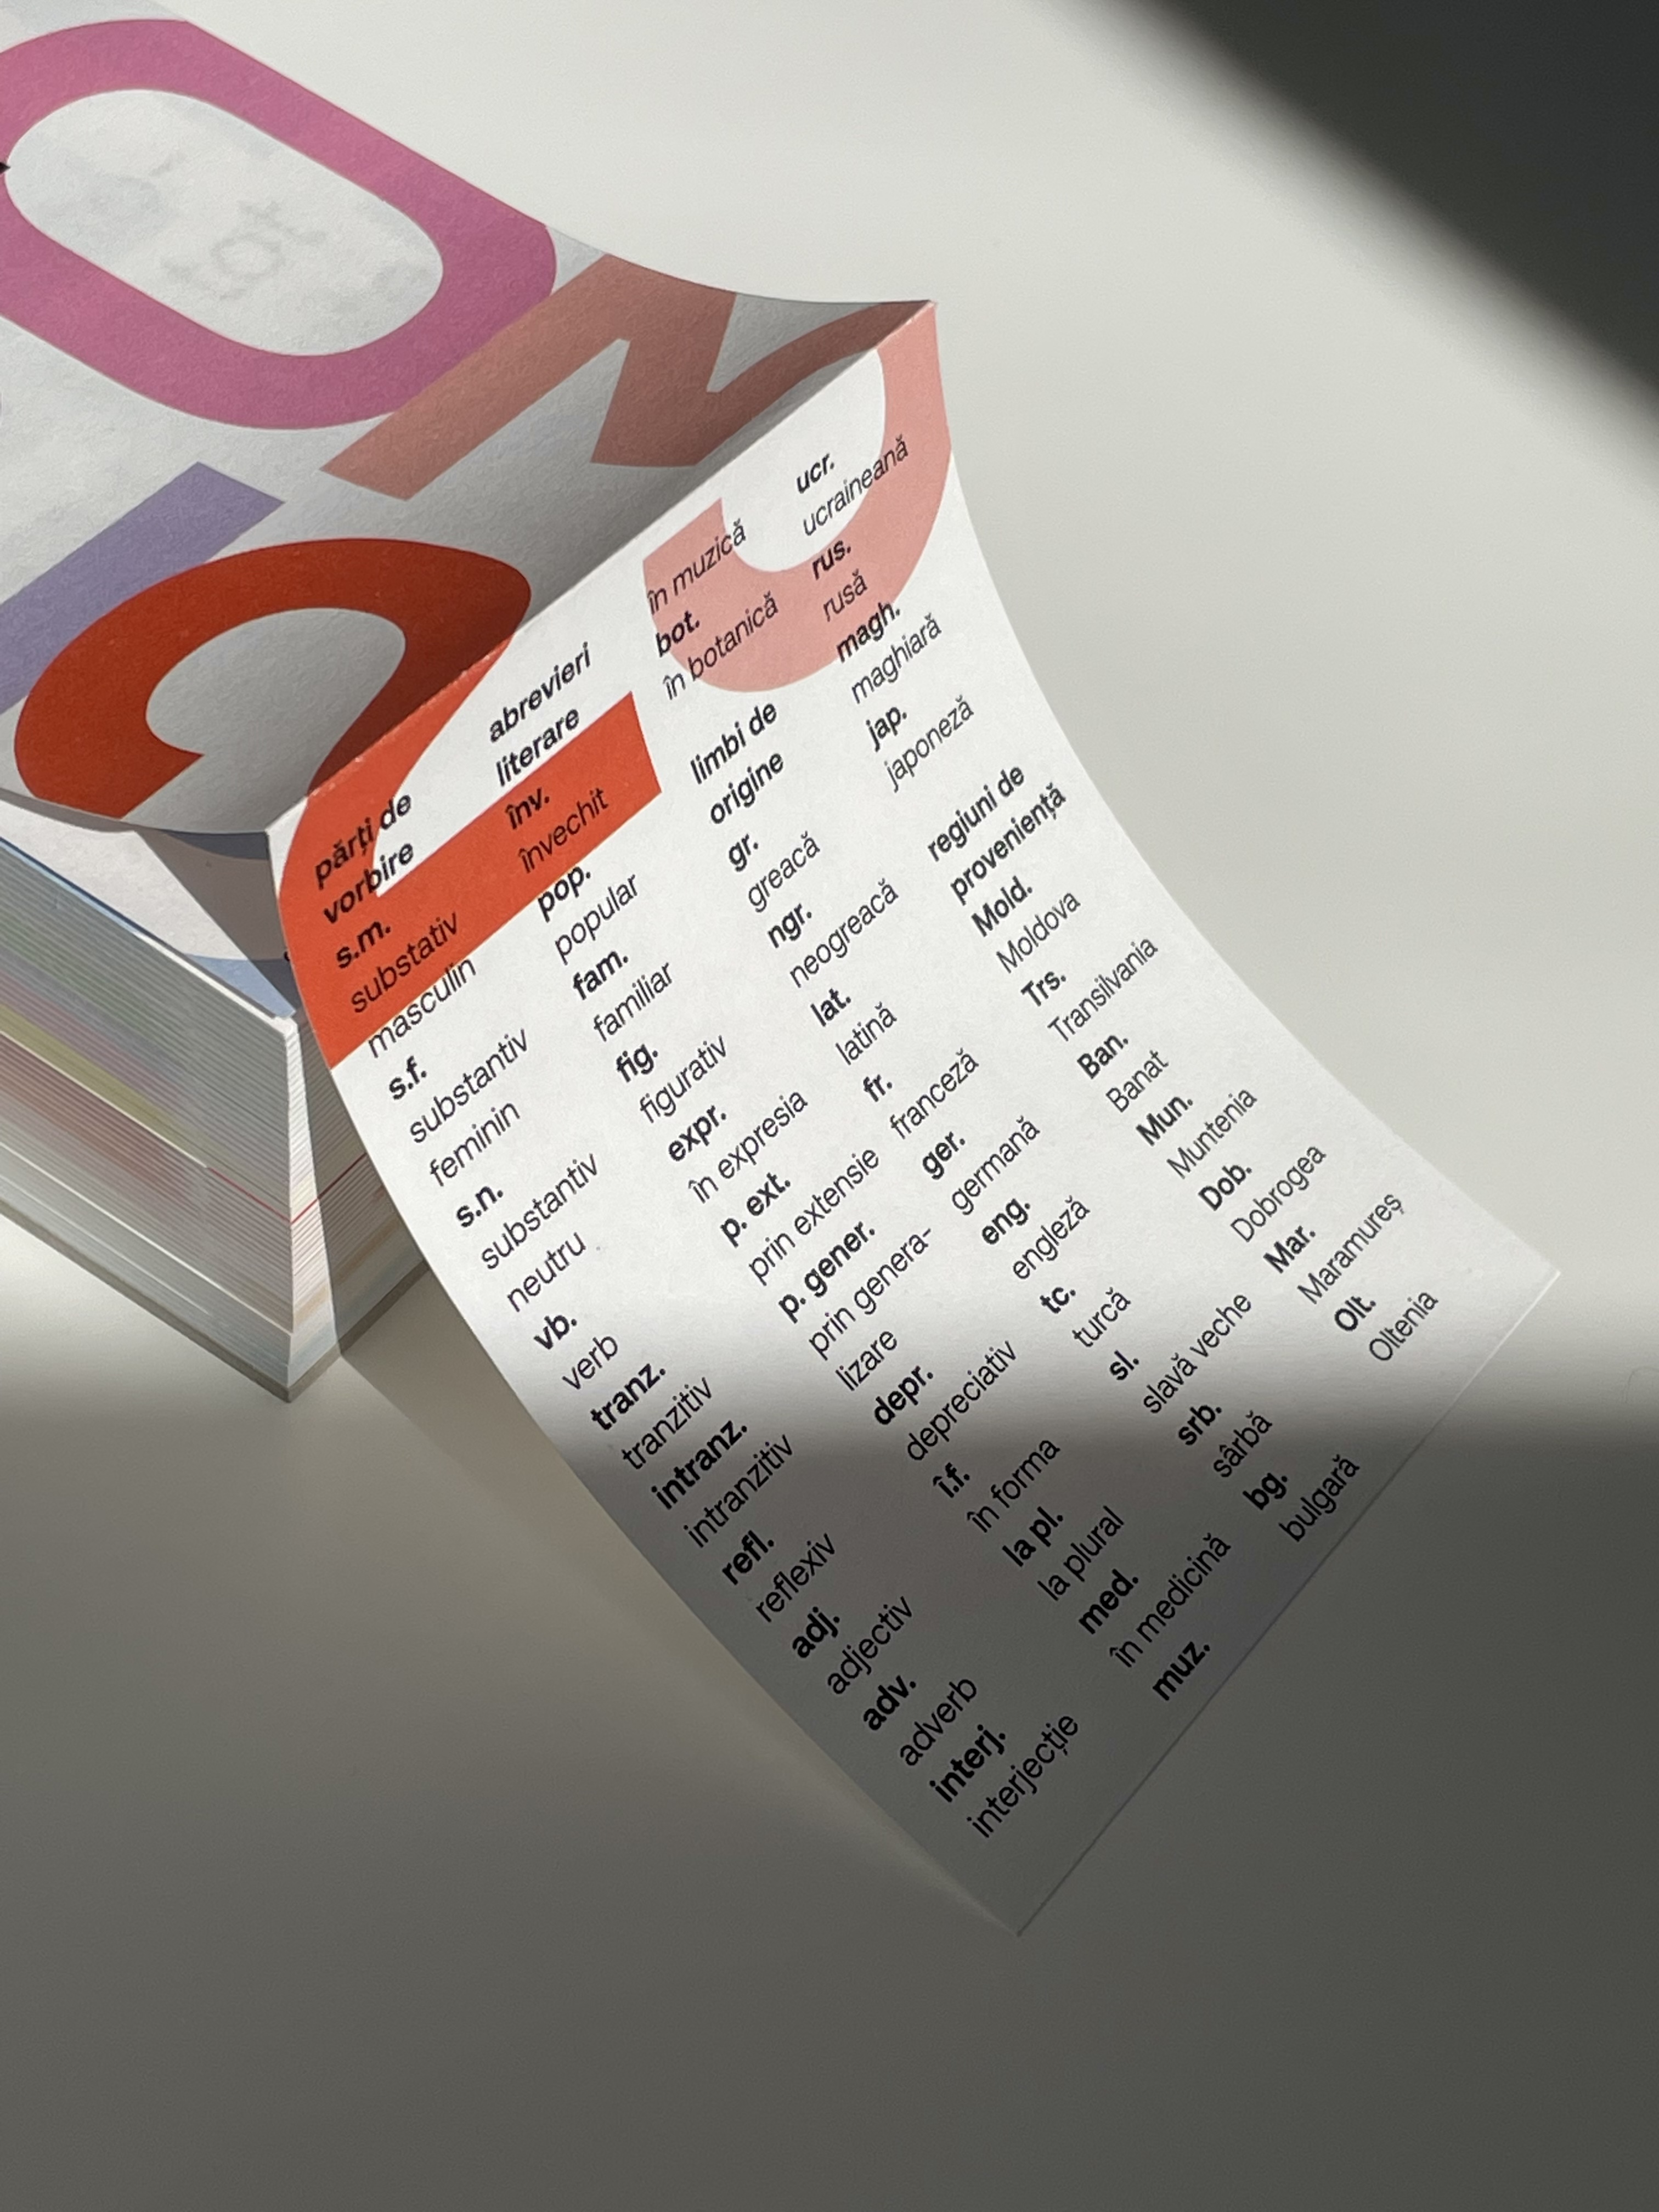 tot
părți de
vorbire
s.m.
substativ
masculin
s.f.
substantiv
feminin
s.n.
substantiv
neutru
vb.
verb
tranz.
tranzitiv
intranz.
intranzitiv
refl.
reflexiv
adj.
adjectiv
adv.
adverb
interj.
interjecție
abrevieri
literare
înv.
învechit
pop.
popular
fam.
familiar
fig.
figurativ
expr.
în expresia
p. ext.
prin extensie
p. gener.
prin genera-
lizare
depr.
depreciativ
î.f.
în forma
la pl.
la plural
med.
în medicină
muz.
în muzică
bot.
în botanică
limbi de
origine
gr.
greacă
ngr.
neogreacă
lat.
latină
fr.
franceză
ger.
germană
eng.
engleză
tc.
turcă
sl.
slavă veche
srb.
sârbă
bg.
bulgară
ucr.
ucraineană
rus.
rusă
magh.
maghiară
jap.
japoneză
regiuni de
proveniență
Mold.
Moldova
Trs.
Transilvania
Ban.
Banat
Mun.
Muntenia
Dob.
Dobrogea
Mar.
Maramureș
Olt.
Oltenia